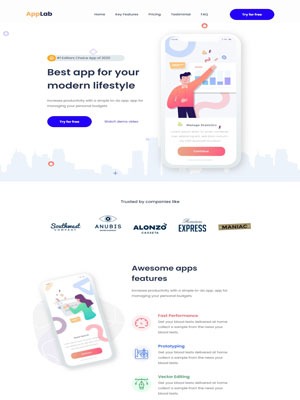 AppLab
Home
Key Features
Pricing
Testimonial
FAQ
Try for free
#1 Editiors Choice App of 2020
Best app for your
modern lifestyle
Increase productivity with a simple to-do app. app for
managing your personal budgets.
Try for free
Watch demo video
Manage Statistics
Continue
Trusted by companies like
Southwest
COMPANY
ANUBIS
ALONZO
EXPRESS
MANIAC
Awesome apps
features
Increase productivity with a simple to-do app. app for
managing your personal budgets.
Fast Performance
Get your blood tests delivered at home
collect a sample from the news your
blood tests.
Prototyping
Get your blood tests delivered at home
collect a sample from the news your
blood tests.
Vector Editing
Get your blood tests delivered at home
collect a sample from the news your
blood tests.